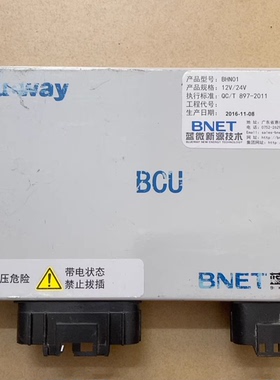 way
产品型号: BHN01
产品规格: 12V/24V
执行标准: QC/T 897-2011
工程代号:
生产日期: 2016-11-08
BNET
蓝微新源技术
BCU
压危险
带电状态
禁止拔插
BNET 蓝